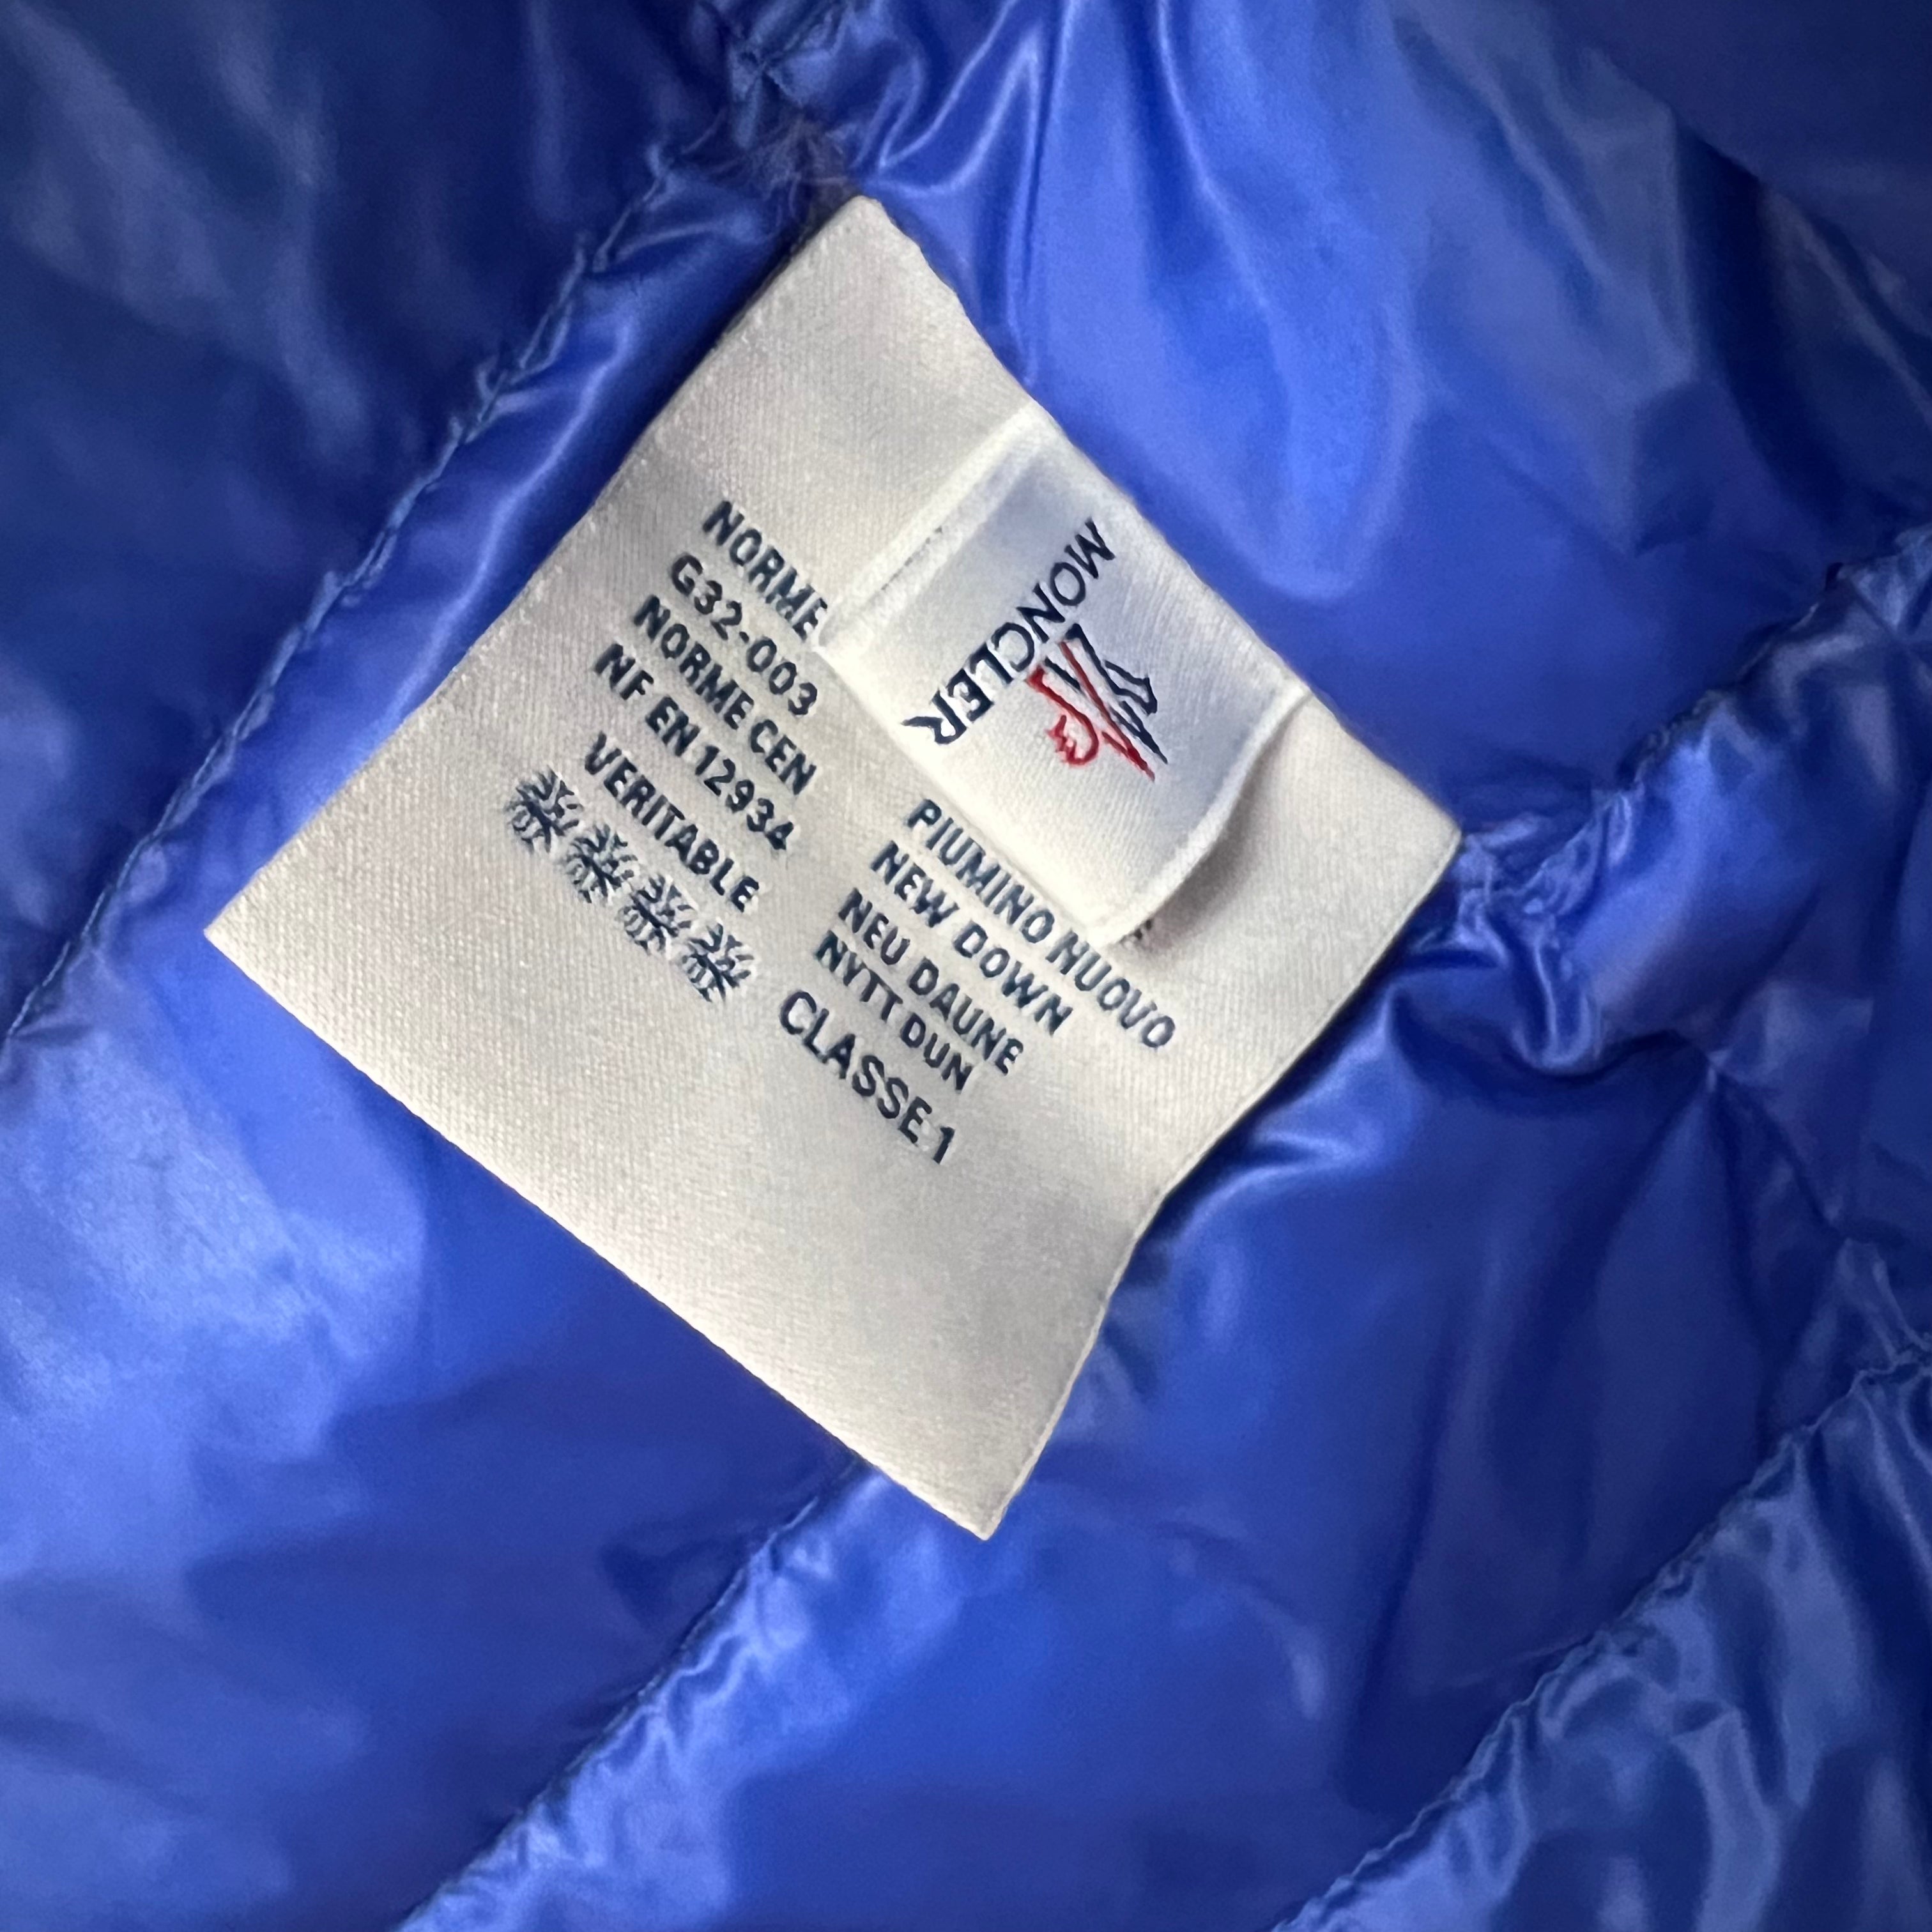 MONCLER
NORME
G32-003
NORME CEN
NF EN 12934
VERITABLE
PIUMINO NUOVO
NEW DOWN
NEU DAUNE
NYTT DUN
CLASSE 1